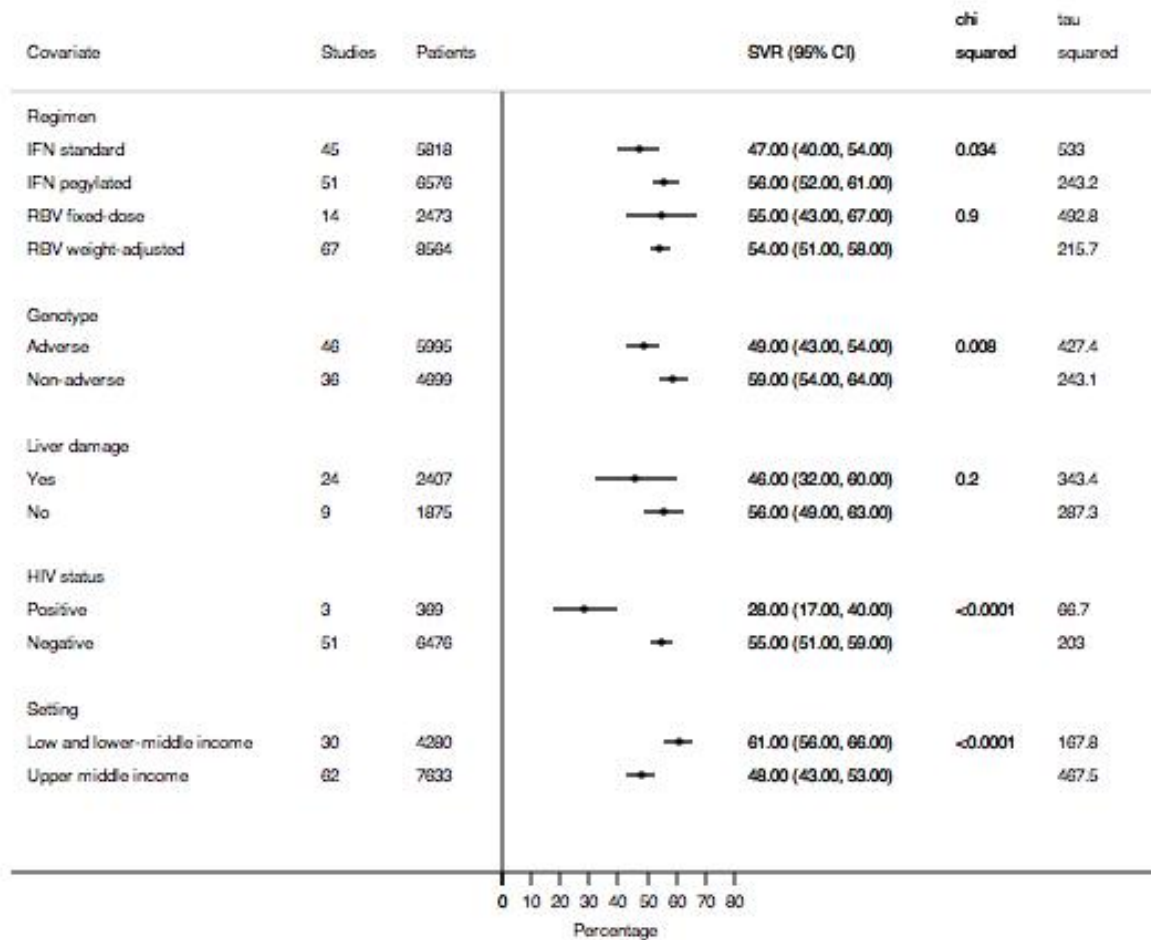 chi tau
Covariate Studies Patients SVR (95% CI) squared squared
Regimen
IFN standard 45 5818 47.00 (40.00, 54.00) 0.034 533
IFN pegylated 51 6576 56.00 (52.00, 61.00) 243.2
RBV fixed-dose 14 2473 55.00 (43.00, 67.00) 0.9 492.8
RBV weight-adjusted 67 8564 54.00 (51.00, 58.00) 215.7
Genotype
Adverse 46 5995 49.00 (43.00, 54.00) 0.008 427.4
Non-adverse 36 4699 59.00 (54.00, 64.00) 243.1
Liver damage
Yes 24 2407 46.00 (32.00, 60.00) 0.2 343.4
No 9 1875 56.00 (49.00, 63.00) 287.3
HIV status
Positive 3 369 28.00 (17.00, 40.00) <0.0001 66.7
Negative 51 6476 55.00 (51.00, 59.00) 203
Setting
Low and lower-middle income 30 4280 61.00 (56.00, 66.00) <0.0001 167.8
Upper middle income 62 7633 48.00 (43.00, 53.00) 467.5
0 10 20 30 40 50 60 70 80
Percentage